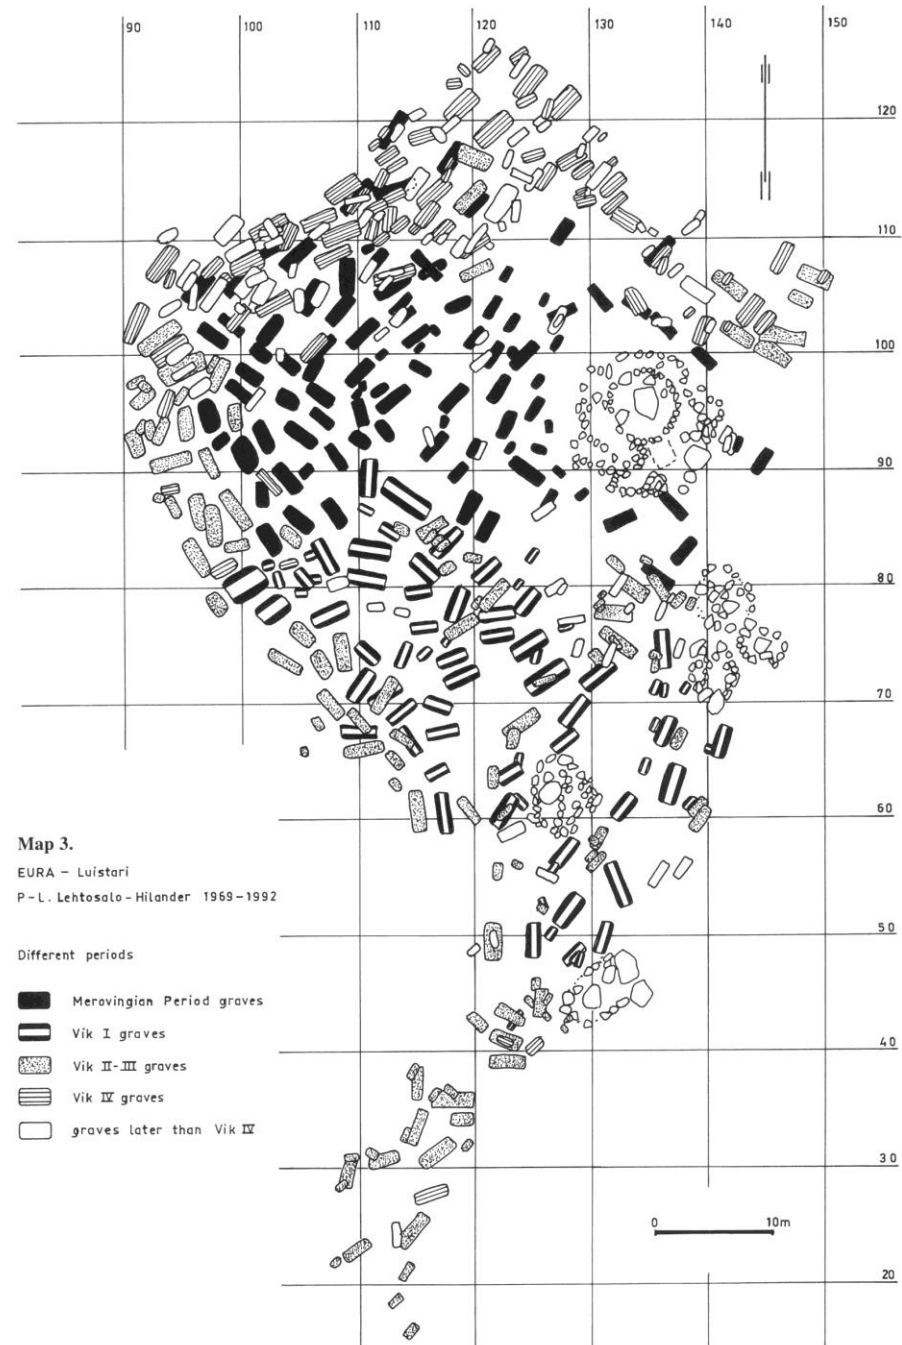 90 100 110 120 130 140 150
120
110
100
90
80
70
60
50
40
30
20
Map 3.
EURA – Luistari
P-L. Lehtosalo-Hilander 1969–1992
Different periods
Merovingian Period graves
Vik I graves
Vik II-III graves
Vik IV graves
graves later than Vik IV
0 10m